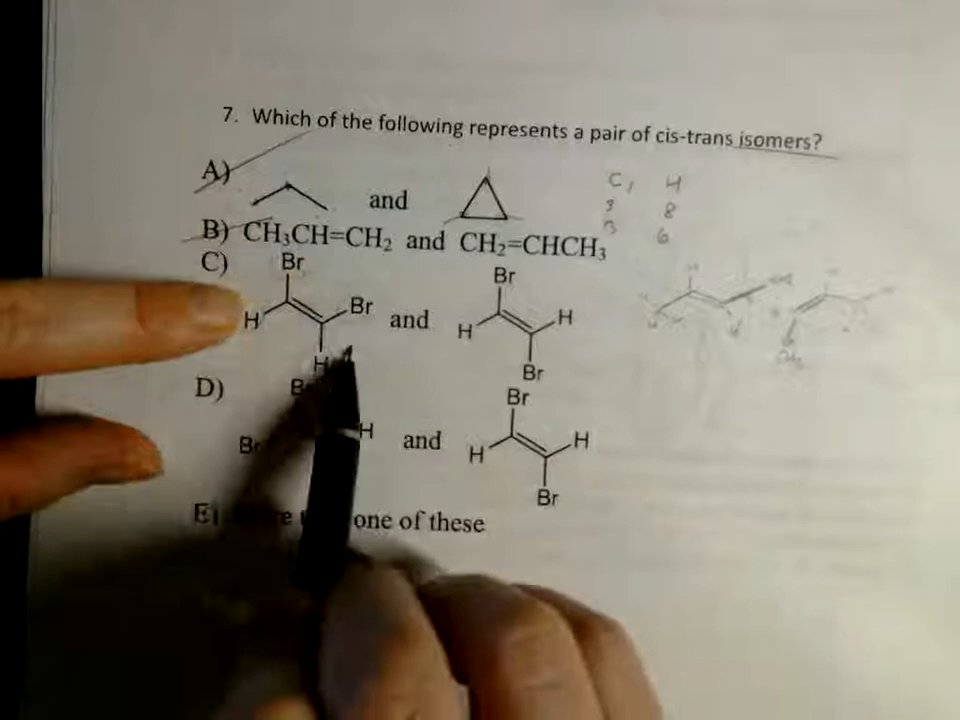 7. Which of the following represents a pair of cis-trans isomers?
A)
and
C, H
3 8
3 6
B) CH₃CH=CH₂ and CH₂=CHCH₃
C)
Br Br
H Br and H H
H Br
D)
Br
Br H and H H
Br
one of these